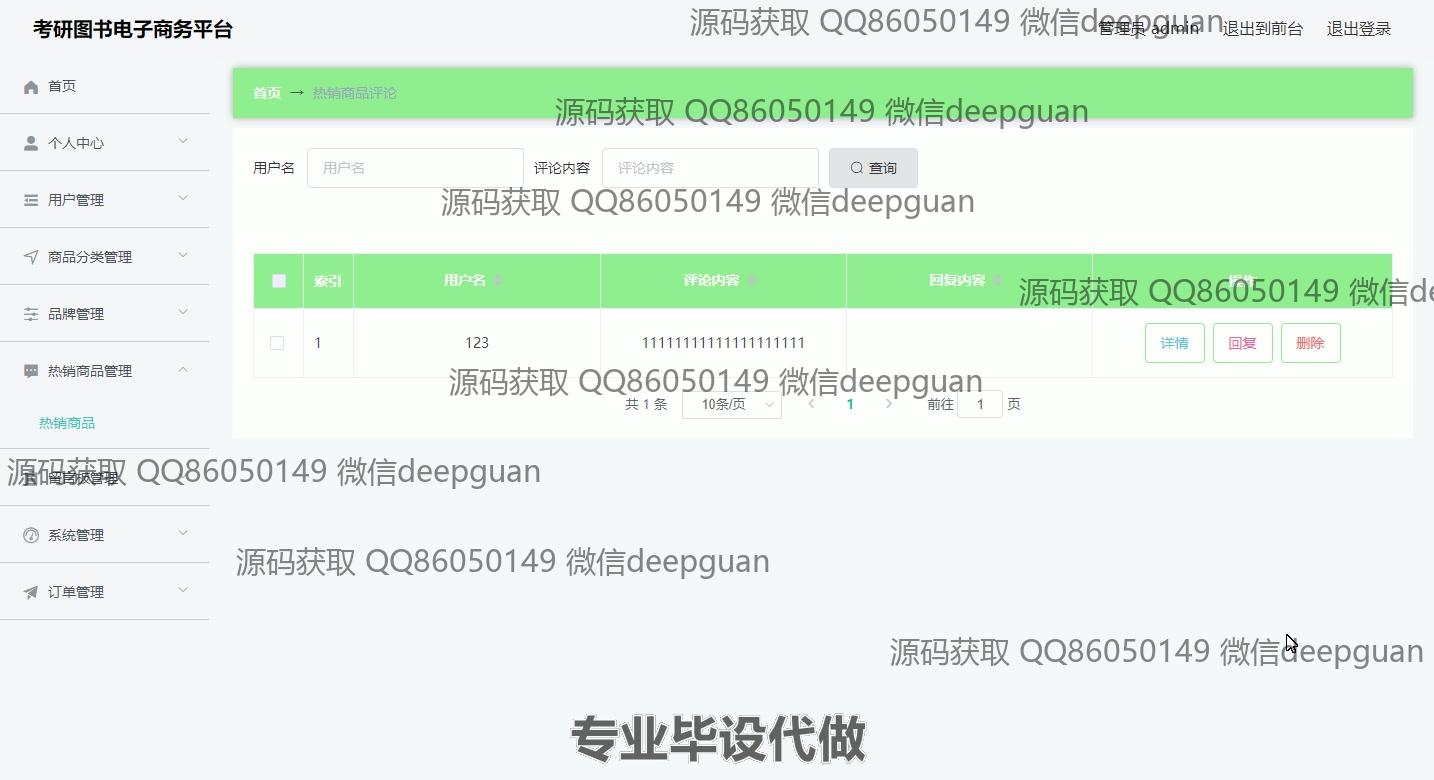 考研图书电子商务平台
源码获取 QQ86050149 微信deepguan
管理员 admin 退出到前台 退出登录
首页
首页 → 热销商品评论
源码获取 QQ86050149 微信deepguan
个人中心
用户名 用户名 评论内容 评论内容 查询
用户管理
源码获取 QQ86050149 微信deepguan
商品分类管理
索引 用户名 评论内容 回复内容 操作
源码获取 QQ86050149 微信de
品牌管理
1 123 11111111111111111111 详情 回复 删除
热销商品管理
源码获取 QQ86050149 微信deepguan
共 1 条 10条/页 1 前往 1 页
热销商品
源码获取 QQ86050149 微信deepguan
留言板管理
系统管理
源码获取 QQ86050149 微信deepguan
订单管理
源码获取 QQ86050149 微信deepguan
专业毕设代做